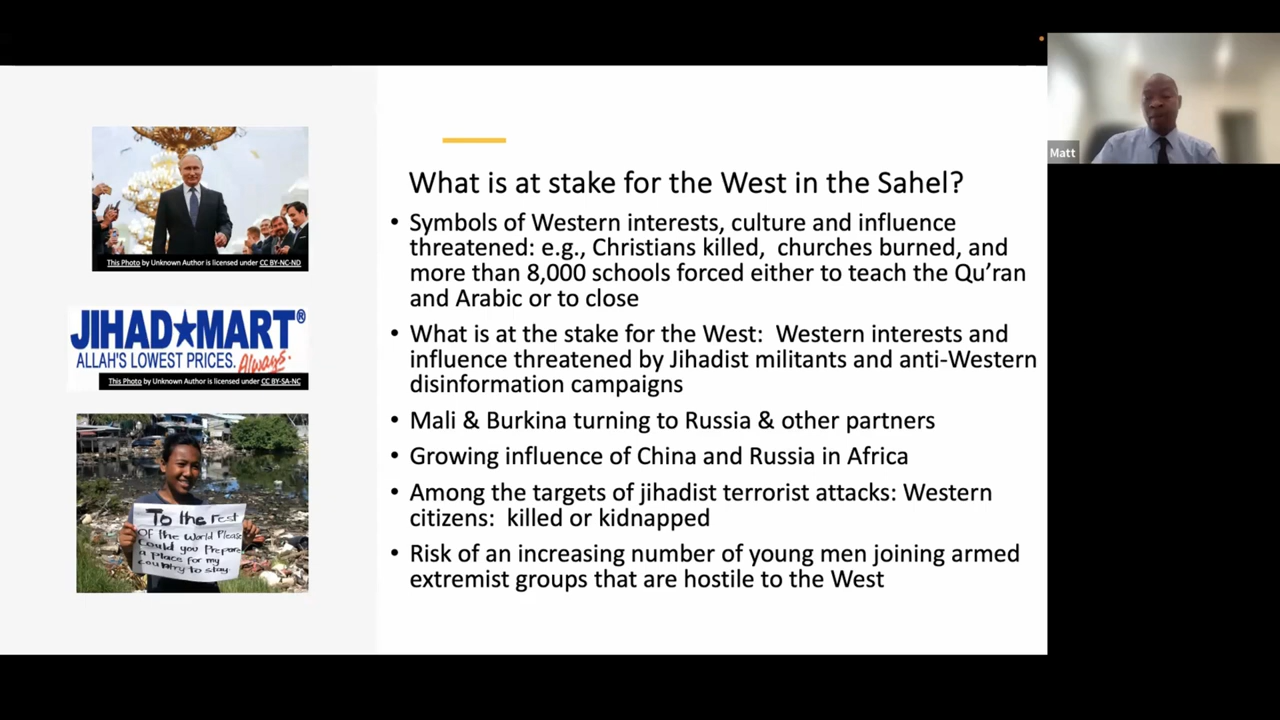 This Photo by Unknown Author is licensed under CC BY-NC-ND
JIHAD★MART®
ALLAH'S LOWEST PRICES. Always.
This Photo by Unknown Author is licensed under CC BY-SA-NC
To the rest
OF the World Please
Could you Prepare
a Place for my
country to stay
What is at stake for the West in the Sahel?
• Symbols of Western interests, culture and influence
threatened: e.g., Christians killed, churches burned, and
more than 8,000 schools forced either to teach the Qu’ran
and Arabic or to close
• What is at the stake for the West: Western interests and
influence threatened by Jihadist militants and anti-Western
disinformation campaigns
• Mali & Burkina turning to Russia & other partners
• Growing influence of China and Russia in Africa
• Among the targets of jihadist terrorist attacks: Western
citizens: killed or kidnapped
• Risk of an increasing number of young men joining armed
extremist groups that are hostile to the West
Matt